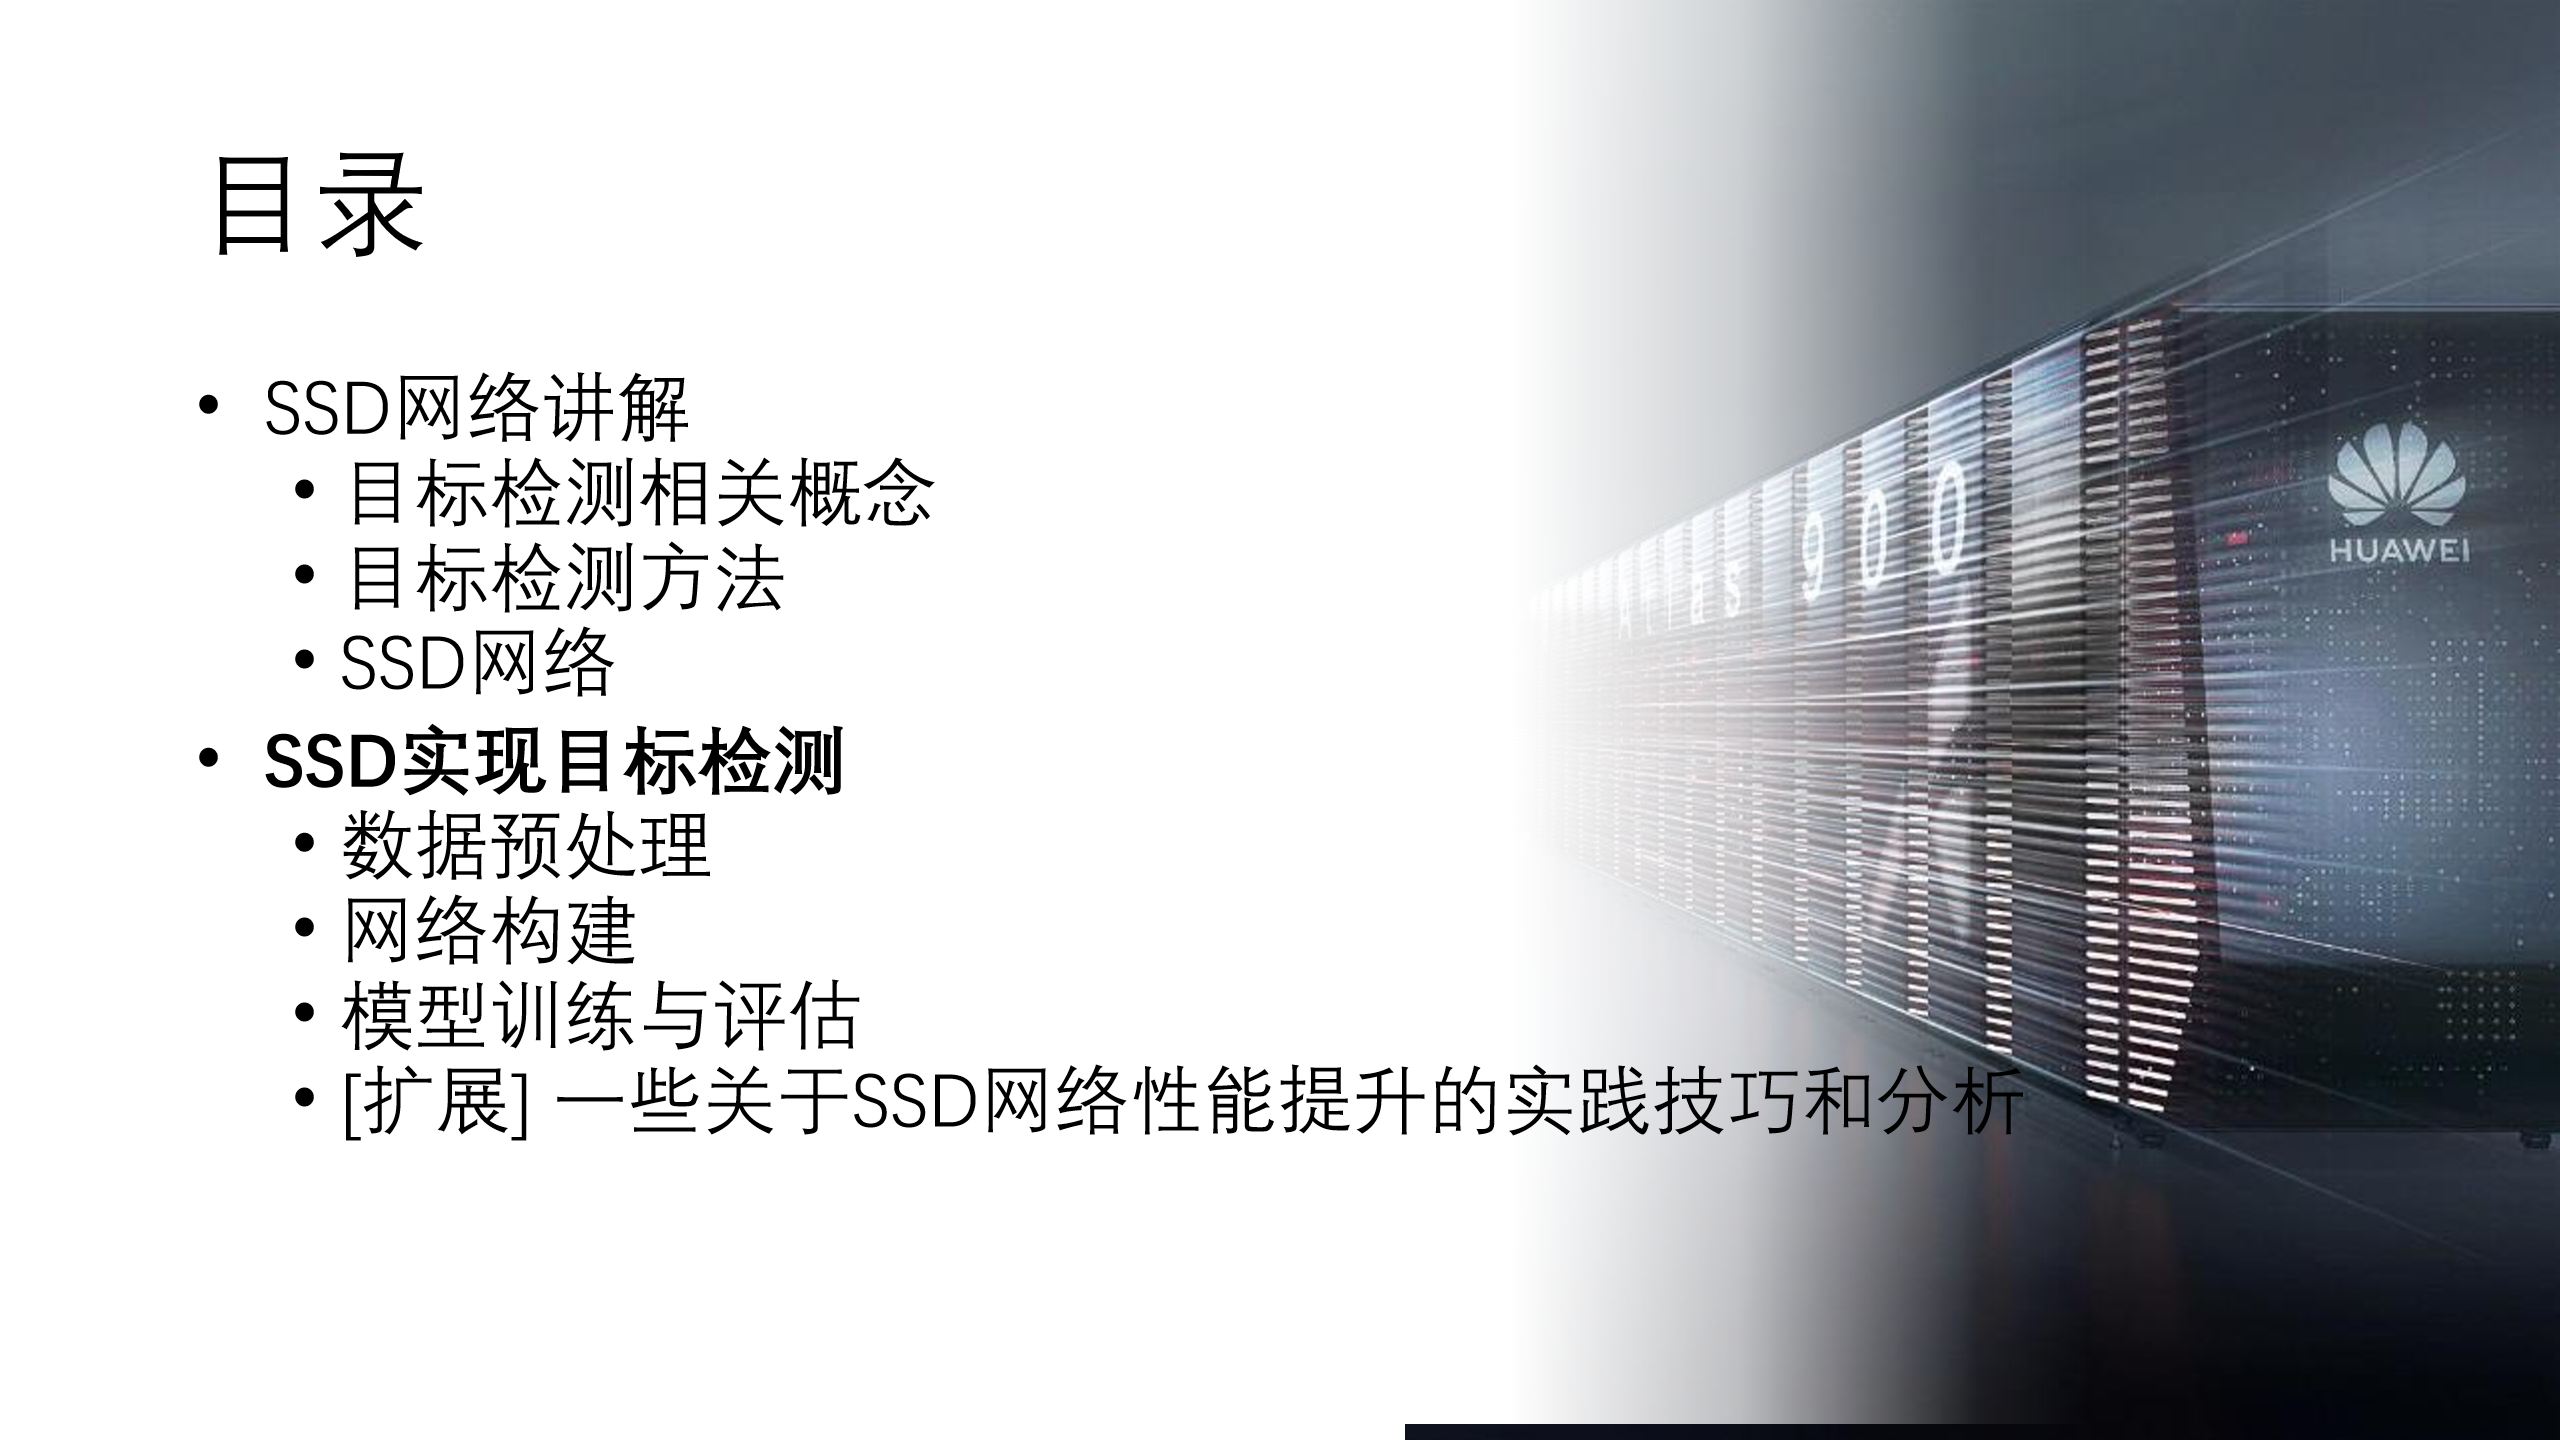 目录
• SSD网络讲解
• 目标检测相关概念
• 目标检测方法
• SSD网络
• SSD实现目标检测
• 数据预处理
• 网络构建
• 模型训练与评估
• [扩展] 一些关于SSD网络性能提升的实践技巧和分析
Atlas 900
HUAWEI